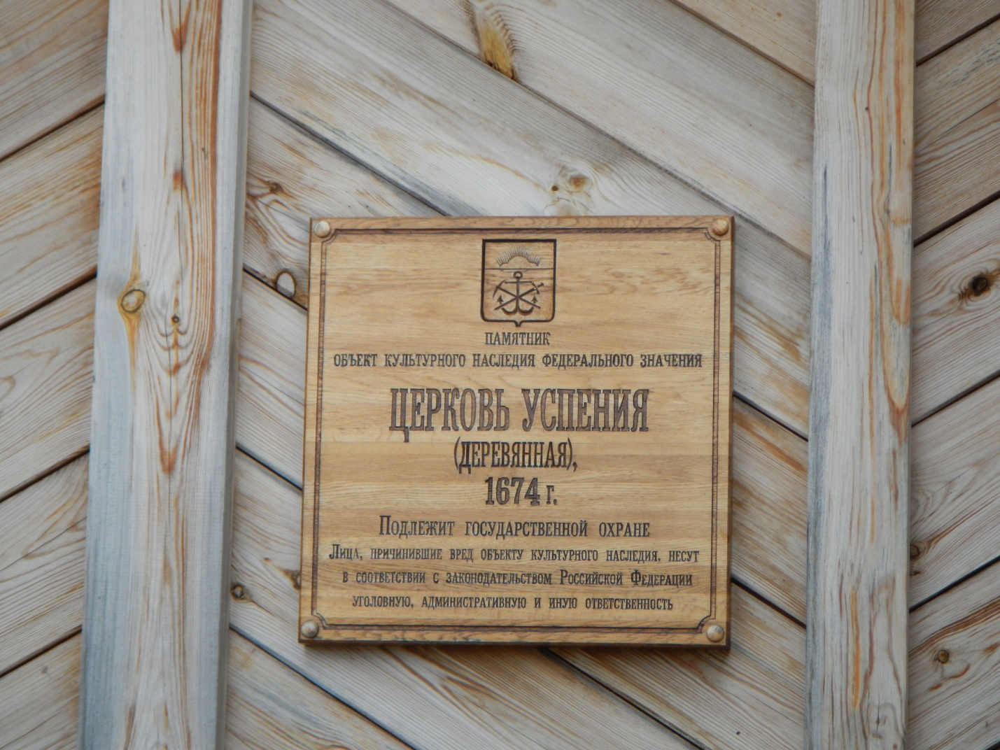 ПАМЯТНИК
ОБЪЕКТ КУЛЬТУРНОГО НАСЛЕДИЯ ФЕДЕРАЛЬНОГО ЗНАЧЕНИЯ
ЦЕРКОВЬ УСПЕНИЯ
(ДЕРЕВЯННАЯ),
1674 г.
Подлежит государственной охране
Лица, причинившие вред объекту культурного наследия, несут
в соответствии с законодательством Российской Федерации
уголовную, административную и иную ответственность